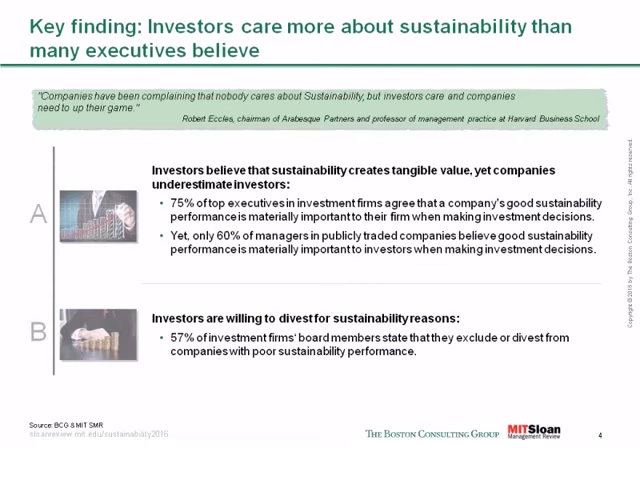 Key finding: Investors care more about sustainability than
many executives believe
"Companies have been complaining that nobody cares about Sustainability, but investors care and companies
need to up their game."
Robert Eccles, chairman of Arabesque Partners and professor of management practice at Harvard Business School
A
Investors believe that sustainability creates tangible value, yet companies
underestimate investors:
• 75% of top executives in investment firms agree that a company's good sustainability
performance is materially important to their firm when making investment decisions.
• Yet, only 60% of managers in publicly traded companies believe good sustainability
performance is materially important to investors when making investment decisions.
B
Investors are willing to divest for sustainability reasons:
• 57% of investment firms' board members state that they exclude or divest from
companies with poor sustainability performance.
Source: BCG & MIT SMR
sloanreview.mit.edu/sustainability2016
THE BOSTON CONSULTING GROUP
MITSloan
Management Review
4
Copyright © 2016 by The Boston Consulting Group, Inc. All rights reserved.